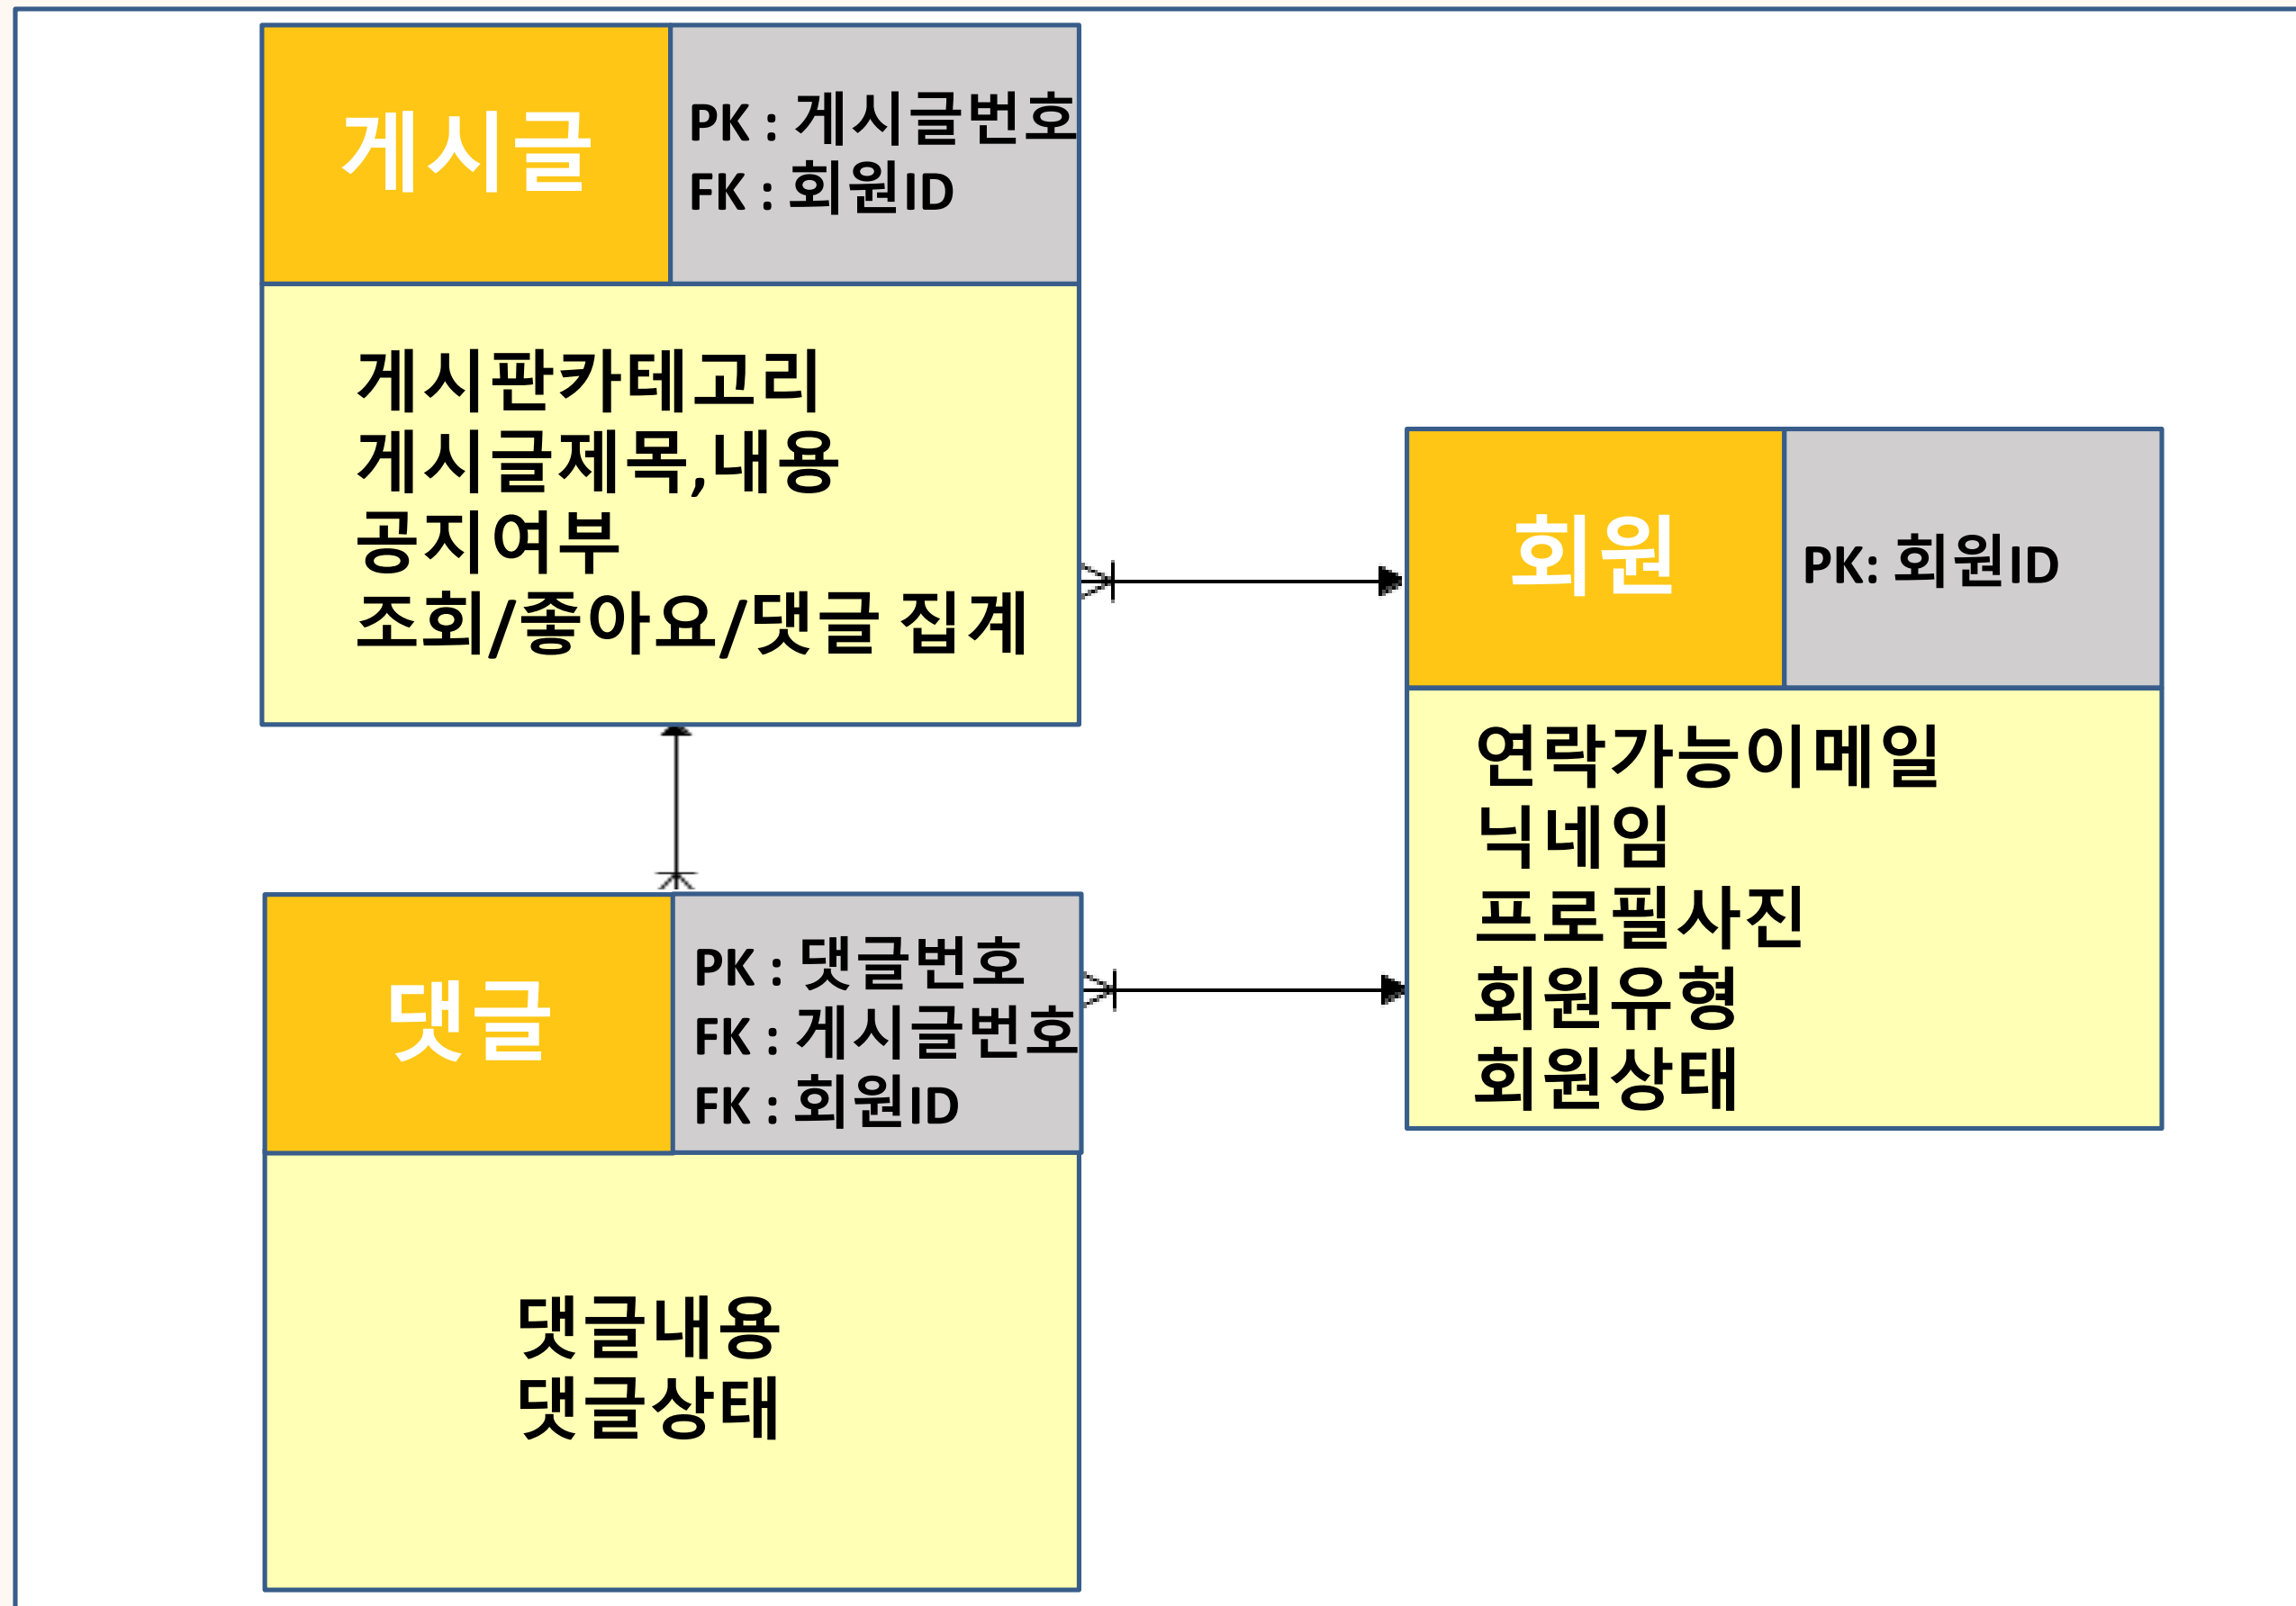 게시글
PK : 게시글번호
FK : 회원ID
게시판카테고리
게시글제목,내용
공지여부
조회/좋아요/댓글 집계
회원
PK: 회원ID
연락가능이메일
닉네임
프로필사진
회원유형
회원상태
댓글
PK : 댓글번호
FK : 게시글번호
FK : 회원ID
댓글내용
댓글상태